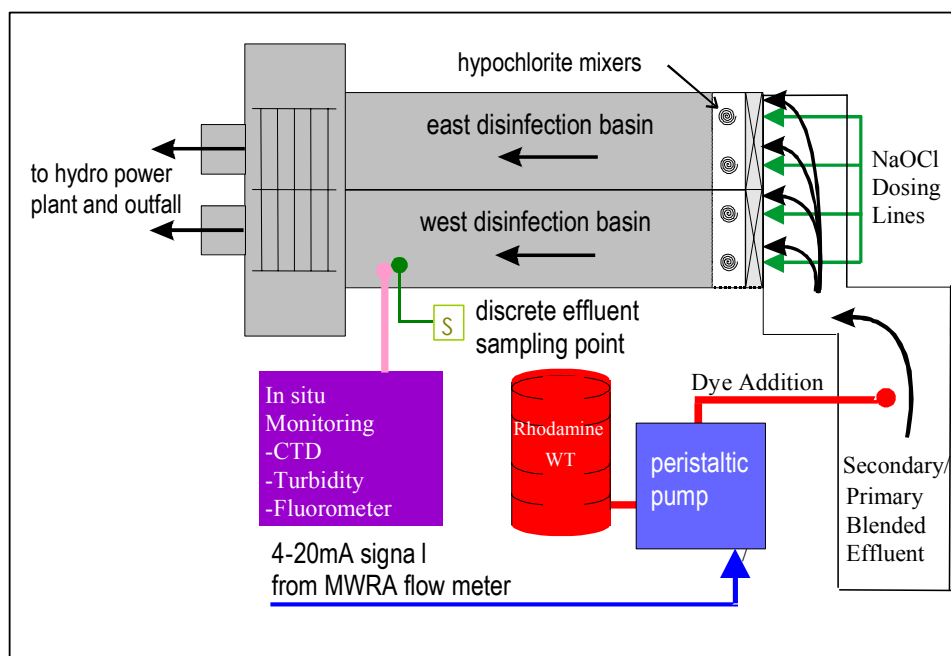 hypochlorite mixers
east disinfection basin
to hydro power
plant and outfall
west disinfection basin
NaOCl
Dosing
Lines
S
discrete effluent
sampling point
In situ
Monitoring
-CTD
-Turbidity
-Fluorometer
Rhodamine
WT
Dye Addition
peristaltic
pump
Secondary/
Primary
Blended
Effluent
4-20mA signa l
from MWRA flow meter